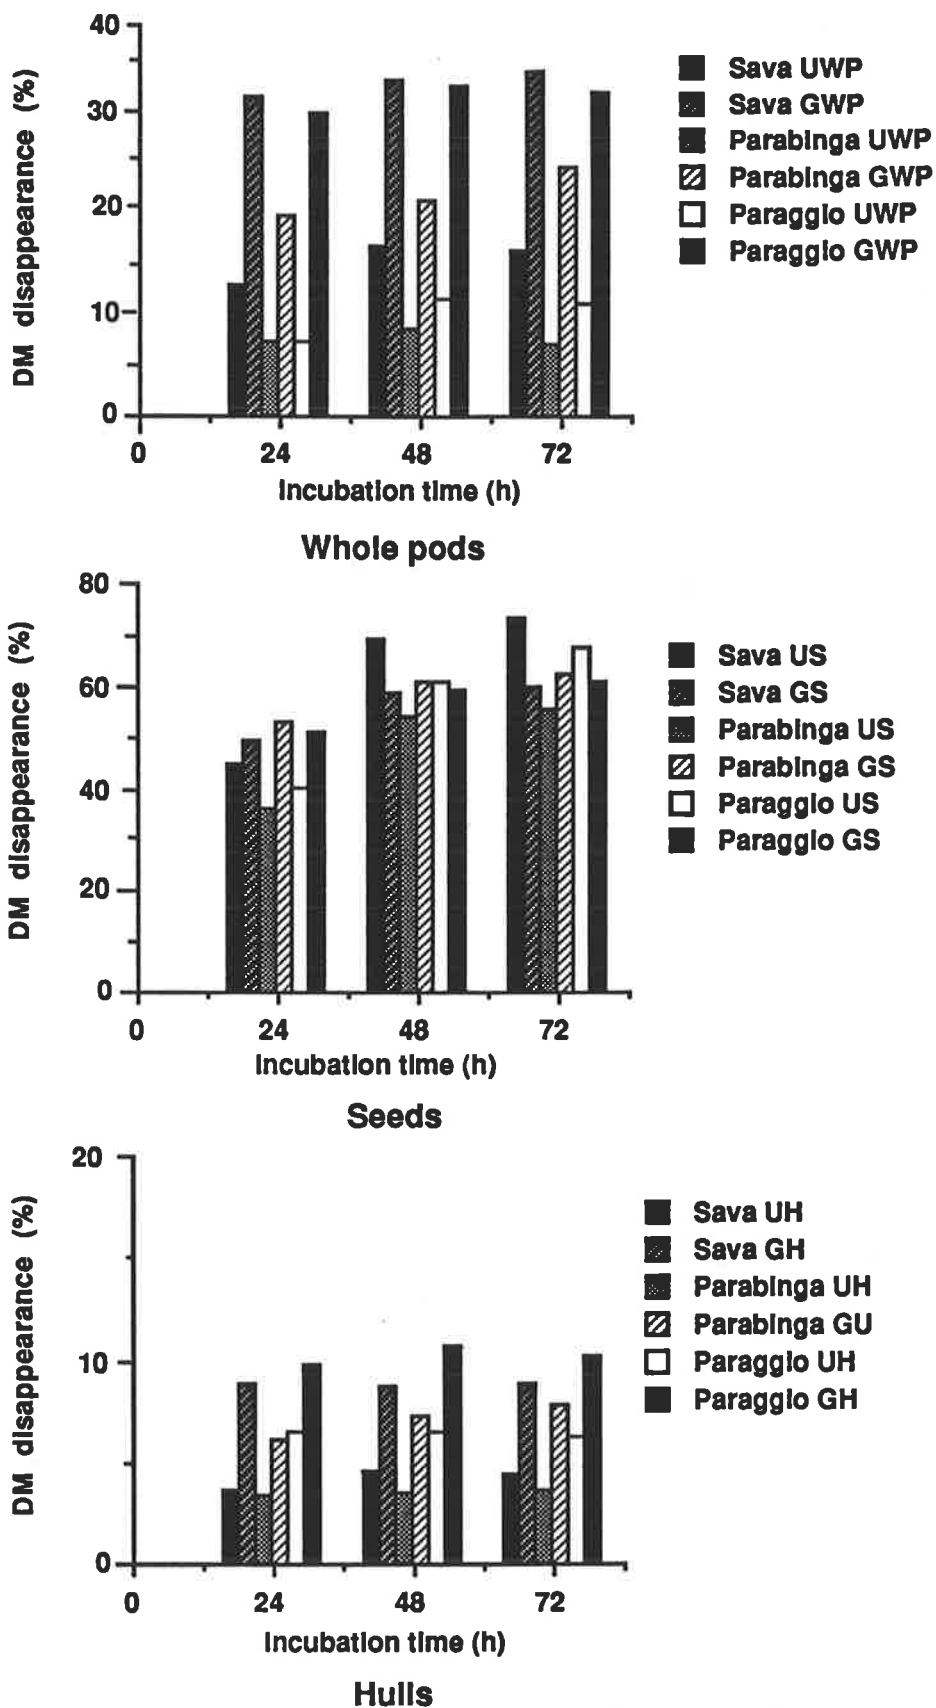 40
30
20
10
0
DM disappearance (%)
0 24 48 72
Incubation time (h)
Whole pods
Sava UWP
Sava GWP
Parabinga UWP
Parabinga GWP
Paraggio UWP
Paraggio GWP
80
60
40
20
0
DM disappearance (%)
0 24 48 72
Incubation time (h)
Seeds
Sava US
Sava GS
Parabinga US
Parabinga GS
Paraggio US
Paraggio GS
20
10
0
DM disappearance (%)
0 24 48 72
Incubation time (h)
Hulls
Sava UH
Sava GH
Parabinga UH
Parabinga GU
Paraggio UH
Paraggio GH